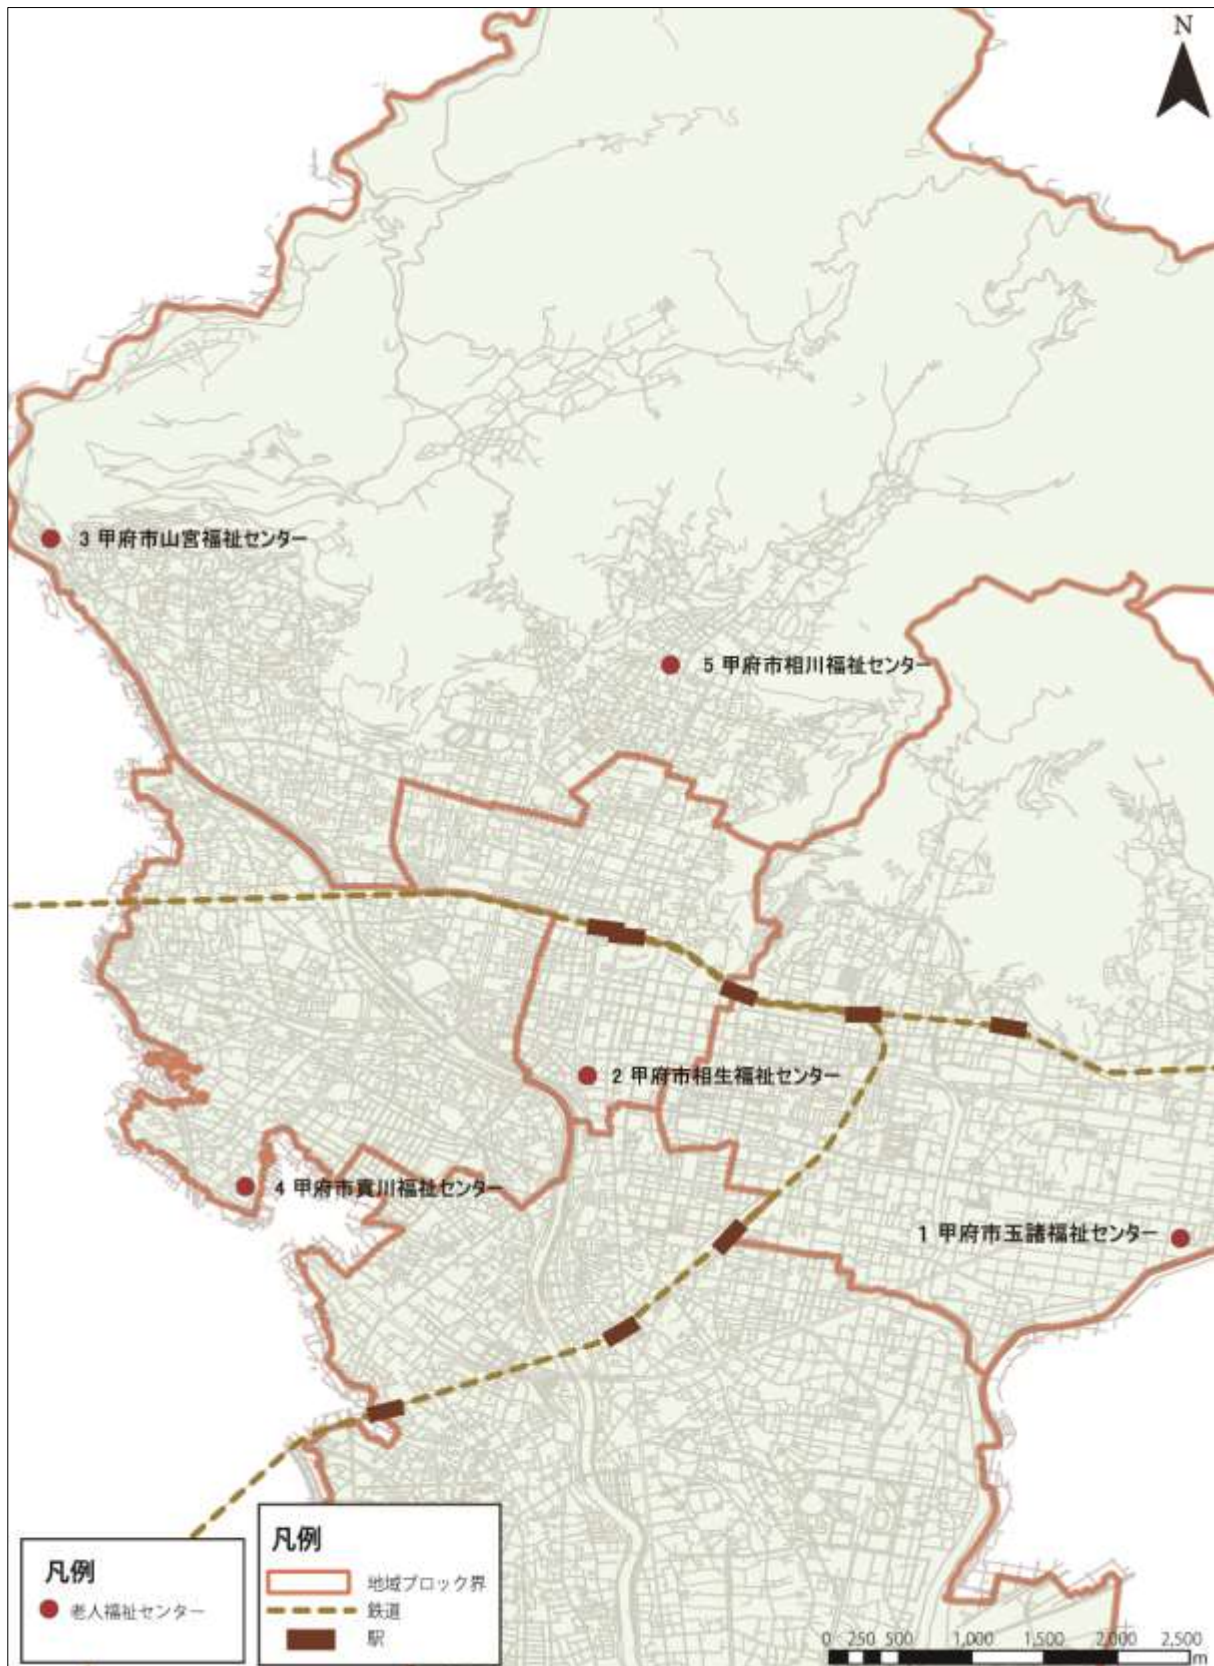 N
3 甲府市山宮福祉センター
5 甲府市相川福祉センター
2 甲府市相生福祉センター
4 甲府市貢川福祉センター
1 甲府市玉諸福祉センター
凡例
老人福祉センター
凡例
地域ブロック界
鉄道
駅
0 250 500 1,000 1,500 2,000 2,500
m